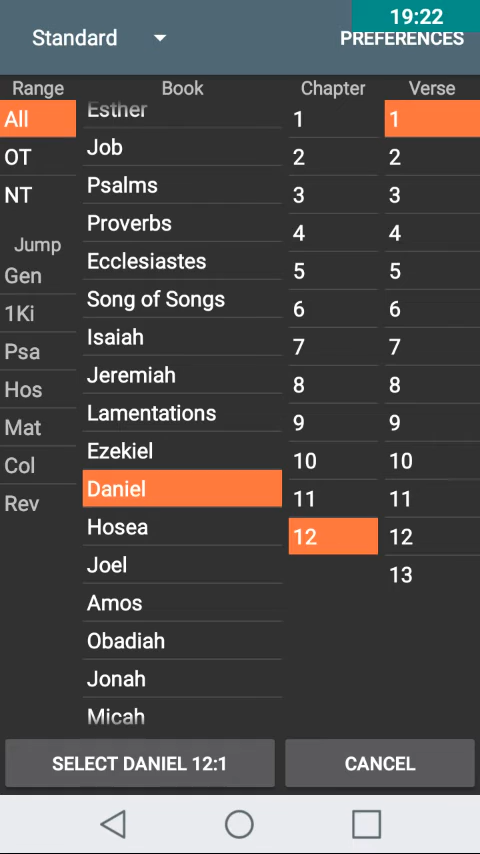 19:22
Standard
PREFERENCES
Range
Book
Chapter
Verse
All
OT
NT
Jump
Gen
1Ki
Psa
Hos
Mat
Col
Rev
Esther
Job
Psalms
Proverbs
Ecclesiastes
Song of Songs
Isaiah
Jeremiah
Lamentations
Ezekiel
Daniel
Hosea
Joel
Amos
Obadiah
Jonah
Micah
1
2
3
4
5
6
7
8
9
10
11
12
1
2
3
4
5
6
7
8
9
10
11
12
13
SELECT DANIEL 12:1
CANCEL